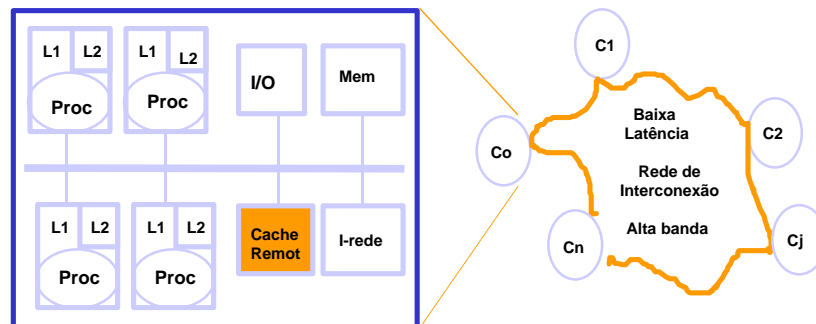 L1 L2
Proc
L1 L2
Proc
I/O
Mem
L1 L2
Proc
L1 L2
Proc
Cache
Remot
I-rede
Co
C1
C2
Cj
Cn
Baixa
Latência
Rede de
Interconexão
Alta banda